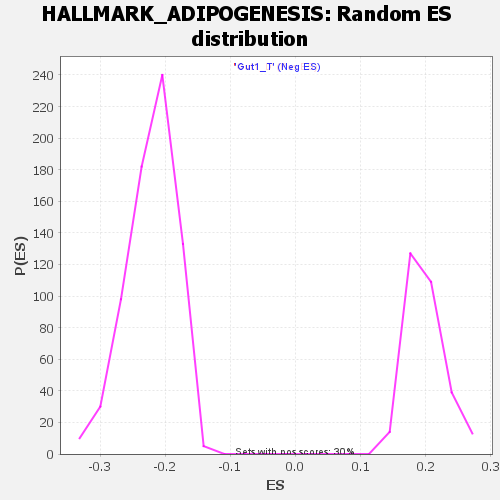 HALLMARK_ADIPOGENESIS: Random ES
distribution
'Gut1_T' (Neg ES)
240
220
200
180
160
140
120
100
80
60
40
20
0
P(ES)
Sets with pos scores: 30%
-0.3 -0.2 -0.1 0.0 0.1 0.2 0.3
ES